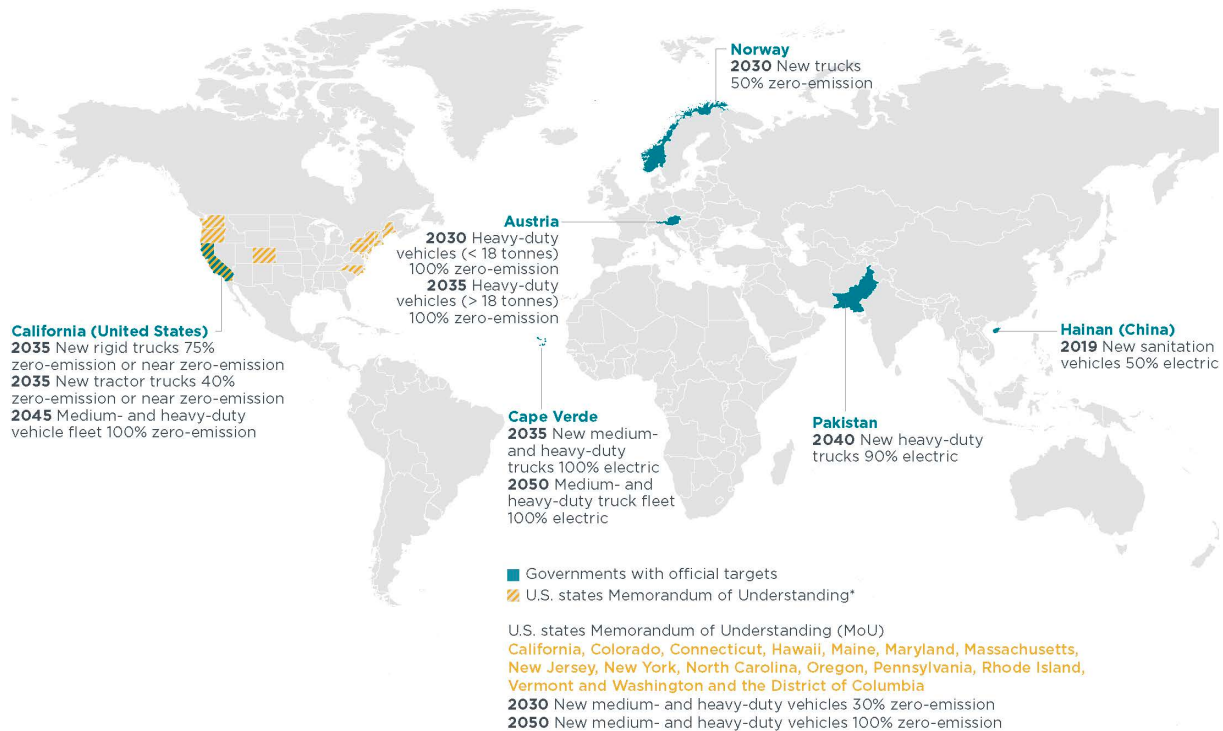 Norway
2030 New trucks
50% zero-emission
Austria
2030 Heavy-duty
vehicles (< 18 tonnes)
100% zero-emission
2035 Heavy-duty
vehicles (> 18 tonnes)
100% zero-emission
California (United States)
2035 New rigid trucks 75%
zero-emission or near zero-emission
2035 New tractor trucks 40%
zero-emission or near zero-emission
2045 Medium- and heavy-duty
vehicle fleet 100% zero-emission
Hainan (China)
2019 New sanitation
vehicles 50% electric
Cape Verde
2035 New medium-
and heavy-duty
trucks 100% electric
2050 Medium- and
heavy-duty truck fleet
100% electric
Pakistan
2040 New heavy-duty
trucks 90% electric
Governments with official targets
U.S. states Memorandum of Understanding*
U.S. states Memorandum of Understanding (MoU)
California, Colorado, Connecticut, Hawaii, Maine, Maryland, Massachusetts,
New Jersey, New York, North Carolina, Oregon, Pennsylvania, Rhode Island,
Vermont and Washington and the District of Columbia
2030 New medium- and heavy-duty vehicles 30% zero-emission
2050 New medium- and heavy-duty vehicles 100% zero-emission